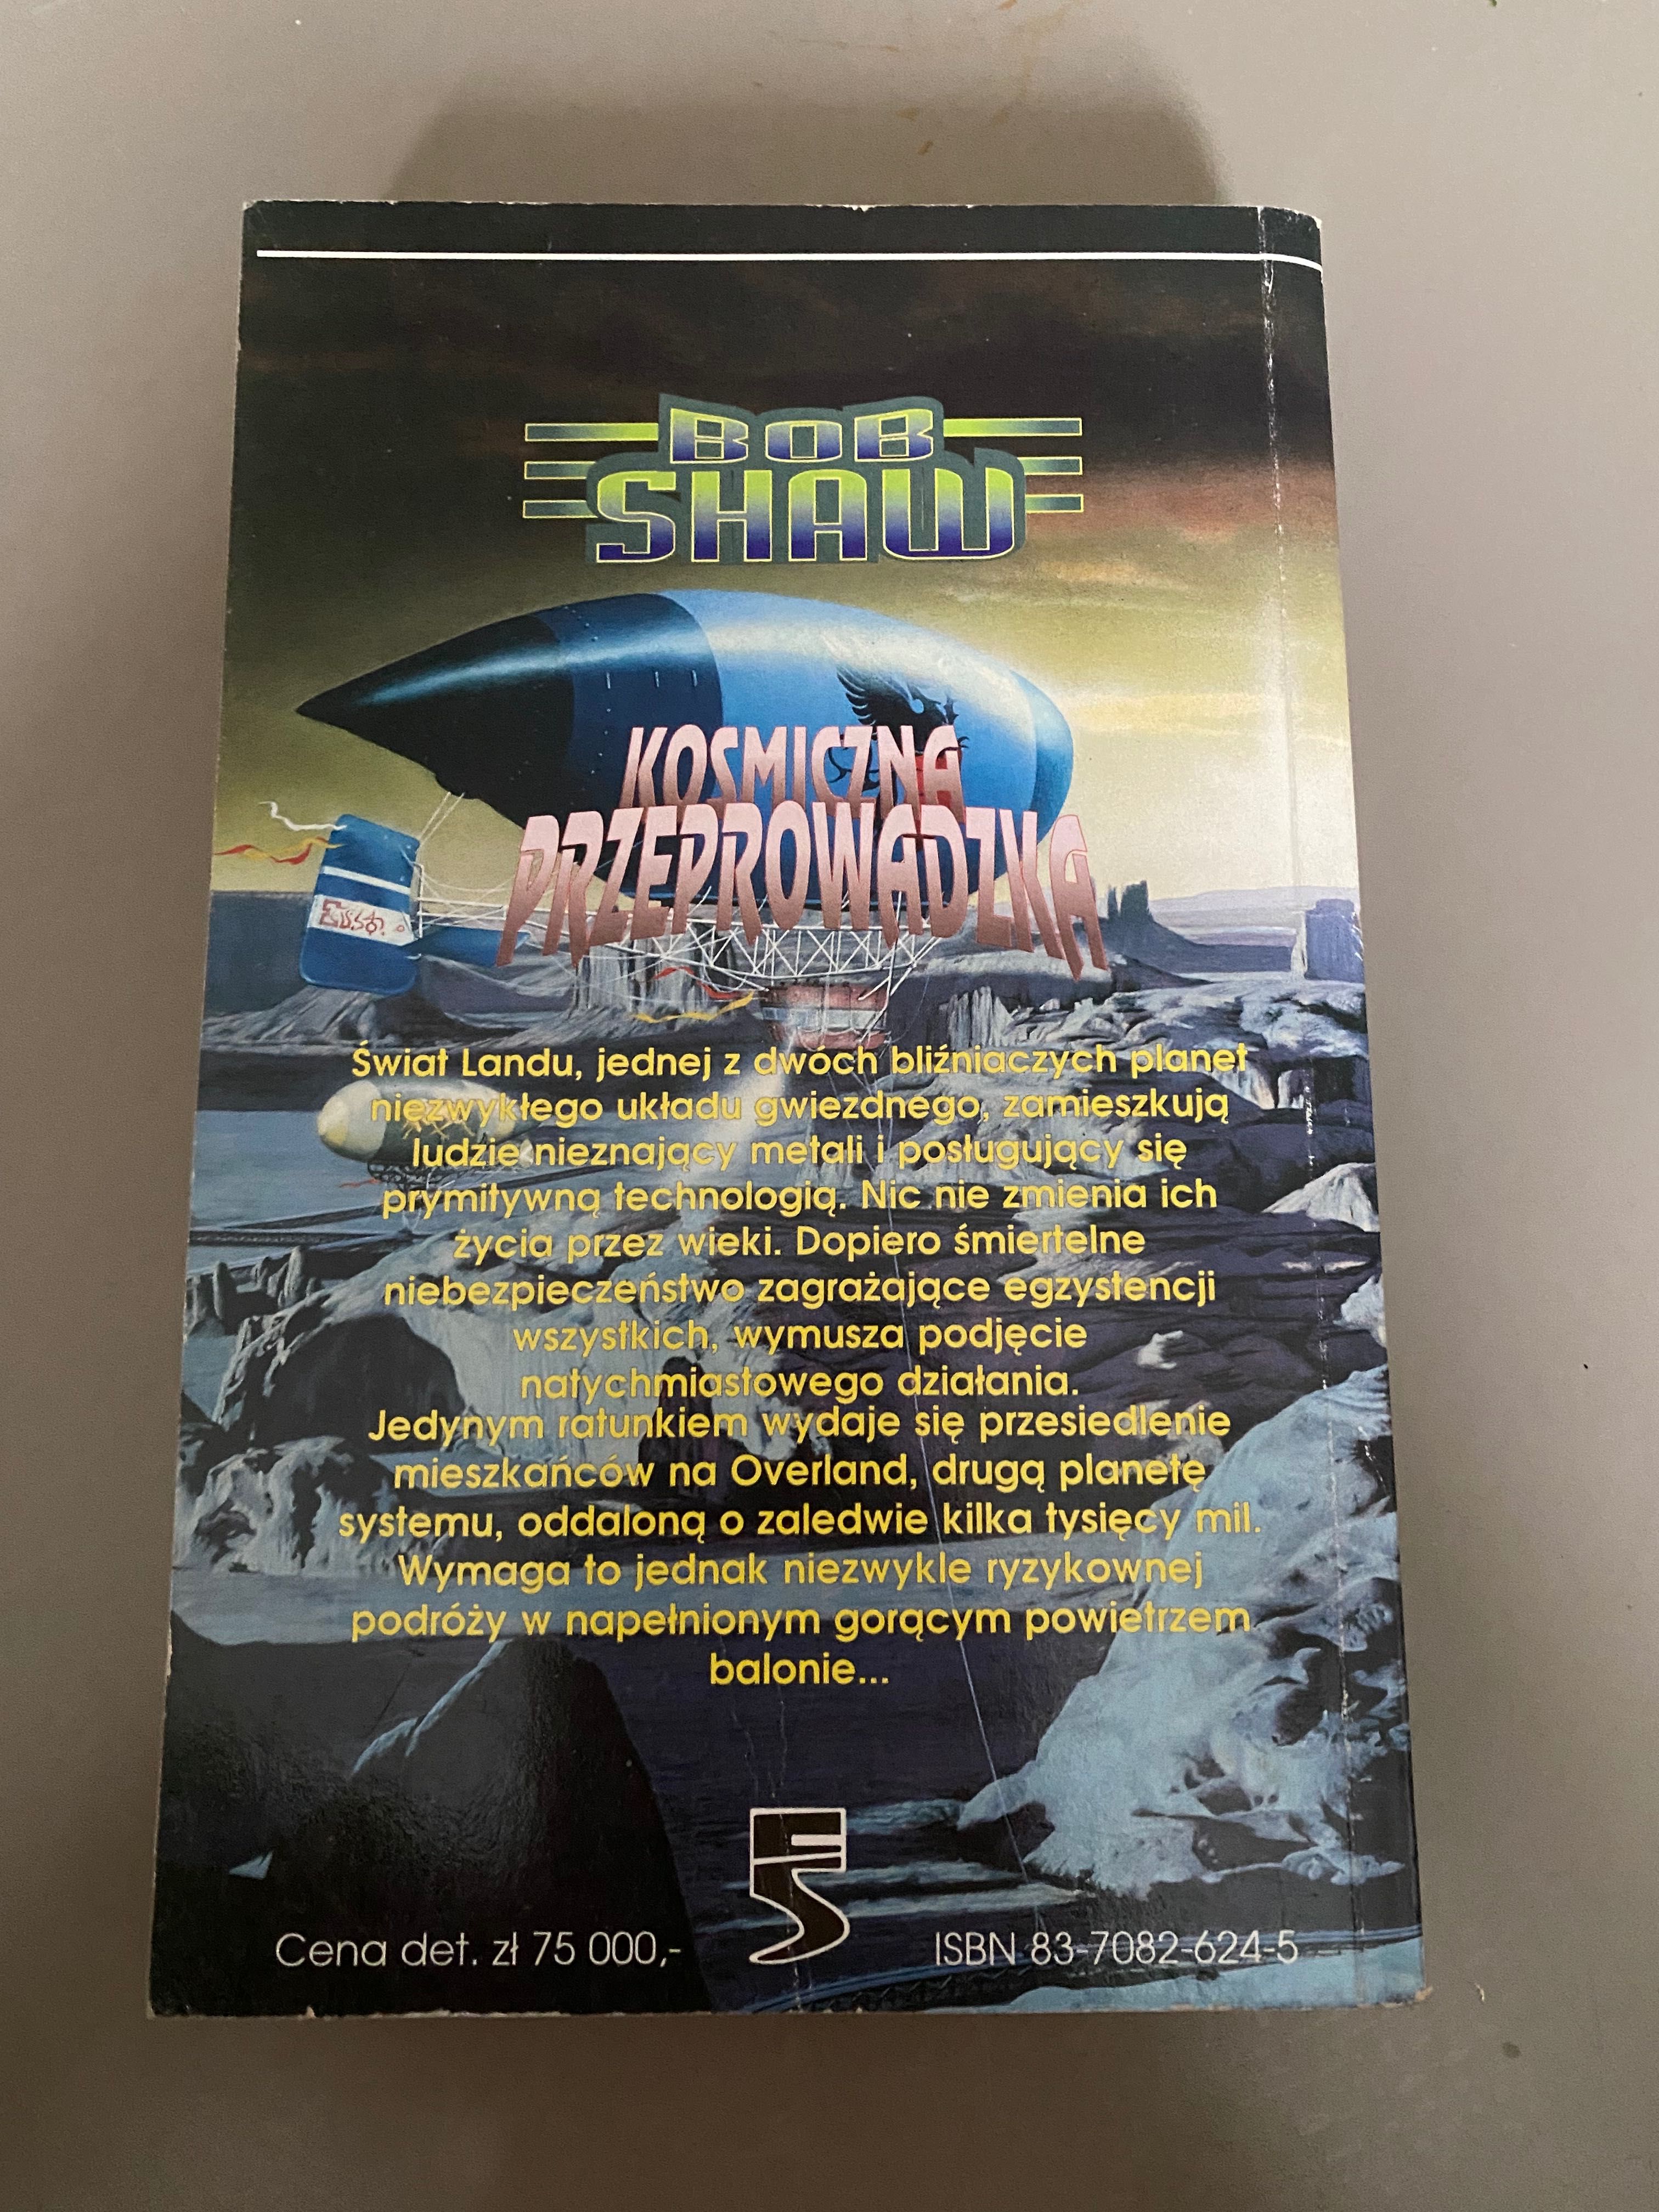 BOB
SHAW
KOSMICZNA
PRZEPROWADZKA
Świat Landu, jednej z dwóch bliźniaczych planet
niezwykłego układu gwiezdnego, zamieszkują
ludzie nieznający metali i posługujący się
prymitywną technologią. Nic nie zmienia ich
życia przez wieki. Dopiero śmiertelne
niebezpieczeństwo zagrażające egzystencji
wszystkich, wymusza podjęcie
natychmiastowego działania.
Jedynym ratunkiem wydaje się przesiedlenie
mieszkańców na Overland, drugą planetę
systemu, oddaloną o zaledwie kilka tysięcy mil.
Wymaga to jednak niezwykle ryzykownej
podróży w napełnionym gorącym powietrzem
balonie...
Cena det. zł 75 000,-
ISBN 83-7082-624-5